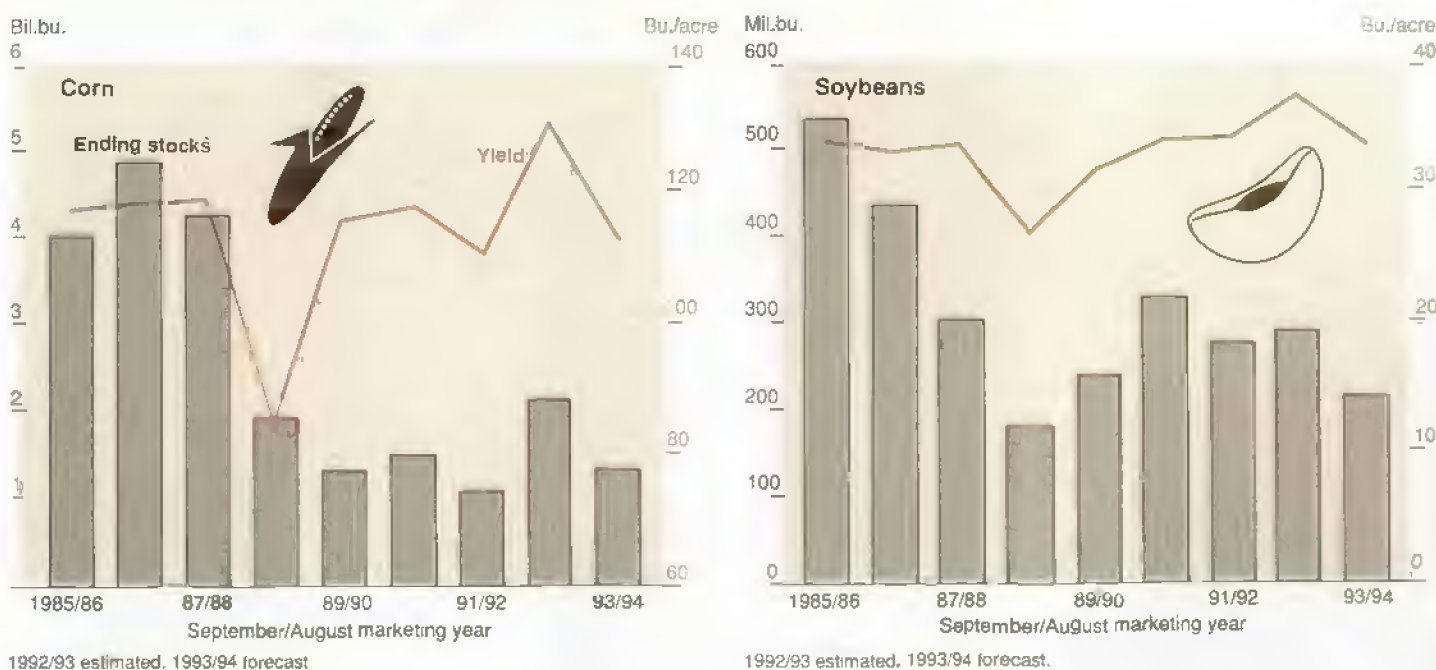 Bil.bu.
Bu./acre
6
140
Corn
Ending stocks
5
Yield
120
4
3
100
2
80
1
60
1985/86
87/88
89/90
91/92
93/94
September/August marketing year
1992/93 estimated. 1993/94 forecast
Mil.bu.
Bu./acre
600
40
Soybeans
500
30
400
300
20
200
10
100
0
0
1985/86
87/88
89/90
91/92
93/94
September/August marketing year
1992/93 estimated. 1993/94 forecast.